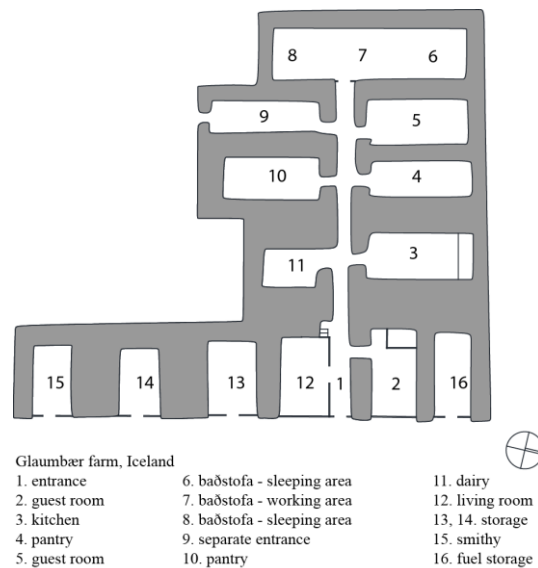 8 7 6
9
5
10
4
3
11
15 14 13 12 1 2 16
Glaumbær farm, Iceland
1. entrance
2. guest room
3. kitchen
4. pantry
5. guest room
6. baðstofa - sleeping area
7. baðstofa - working area
8. baðstofa - sleeping area
9. separate entrance
10. pantry
11. dairy
12. living room
13, 14. storage
15. smithy
16. fuel storage